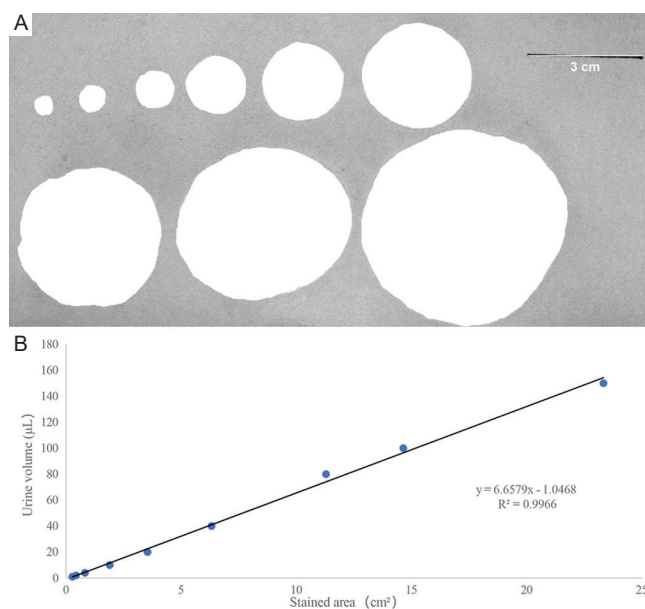 A
3 cm
B
180
160
140
120
100
80
60
40
20
0
Urine volume (μL)
y = 6.6579x - 1.0468
R² = 0.9966
0
5
10
15
20
25
Stained area （cm²）